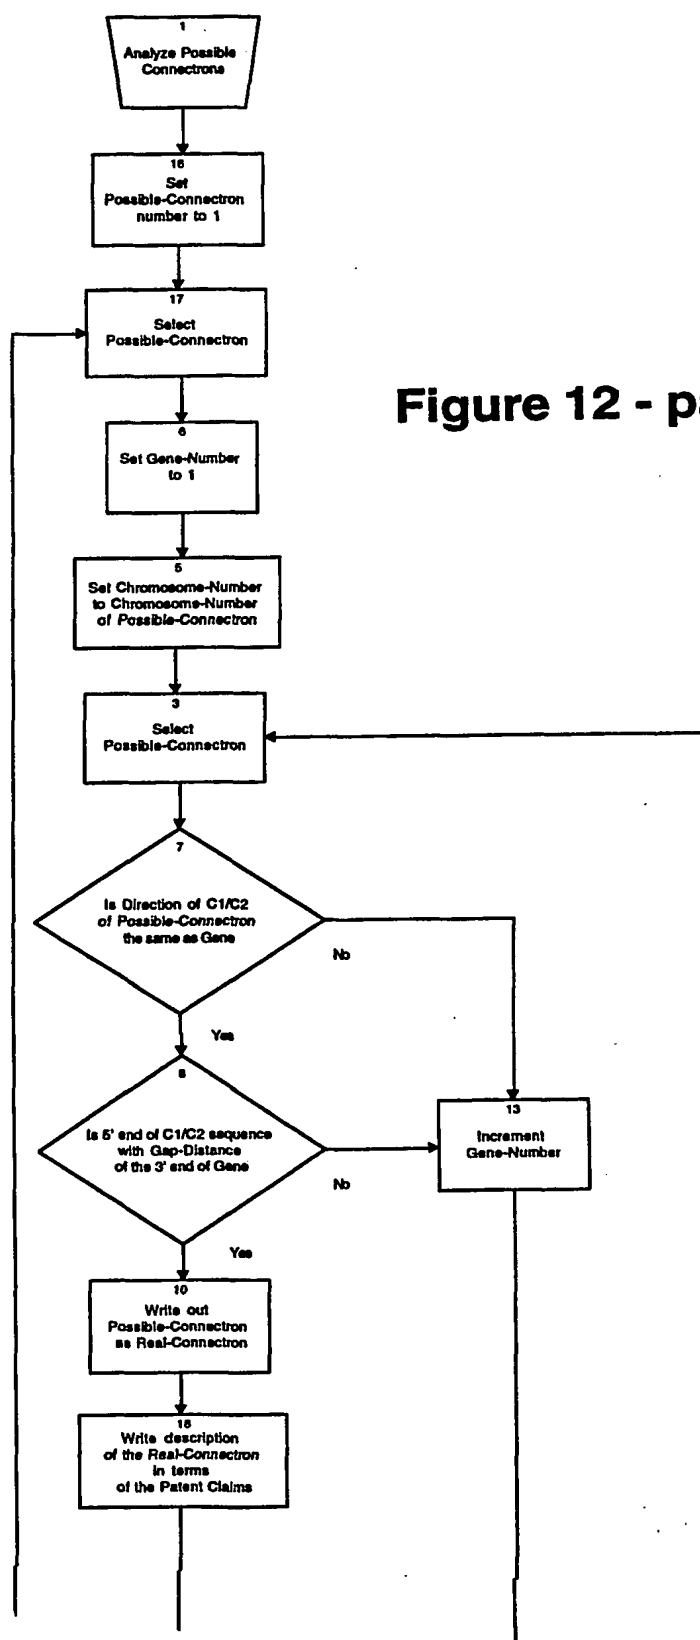 1
Analyze Possible
Connectrons
16
Set
Possible-Connectron
number to 1
17
Select
Possible-Connectron
Figure 12 - p
6
Set Gene-Number
to 1
5
Set Chromosome-Number
to Chromosome-Number
of Possible-Connectron
3
Select
Possible-Connectron
7
Is Direction of C1/C2
of Possible-Connectron
the same as Gene
No
Yes
8
Is 5' end of C1/C2 sequence
with Gap-Distance
of the 3' end of Gene
No
13
Increment
Gene-Number
Yes
10
Write out
Possible-Connectron
as Real-Connectron
18
Write description
of the Real-Connectron
in terms
of the Patent Claims